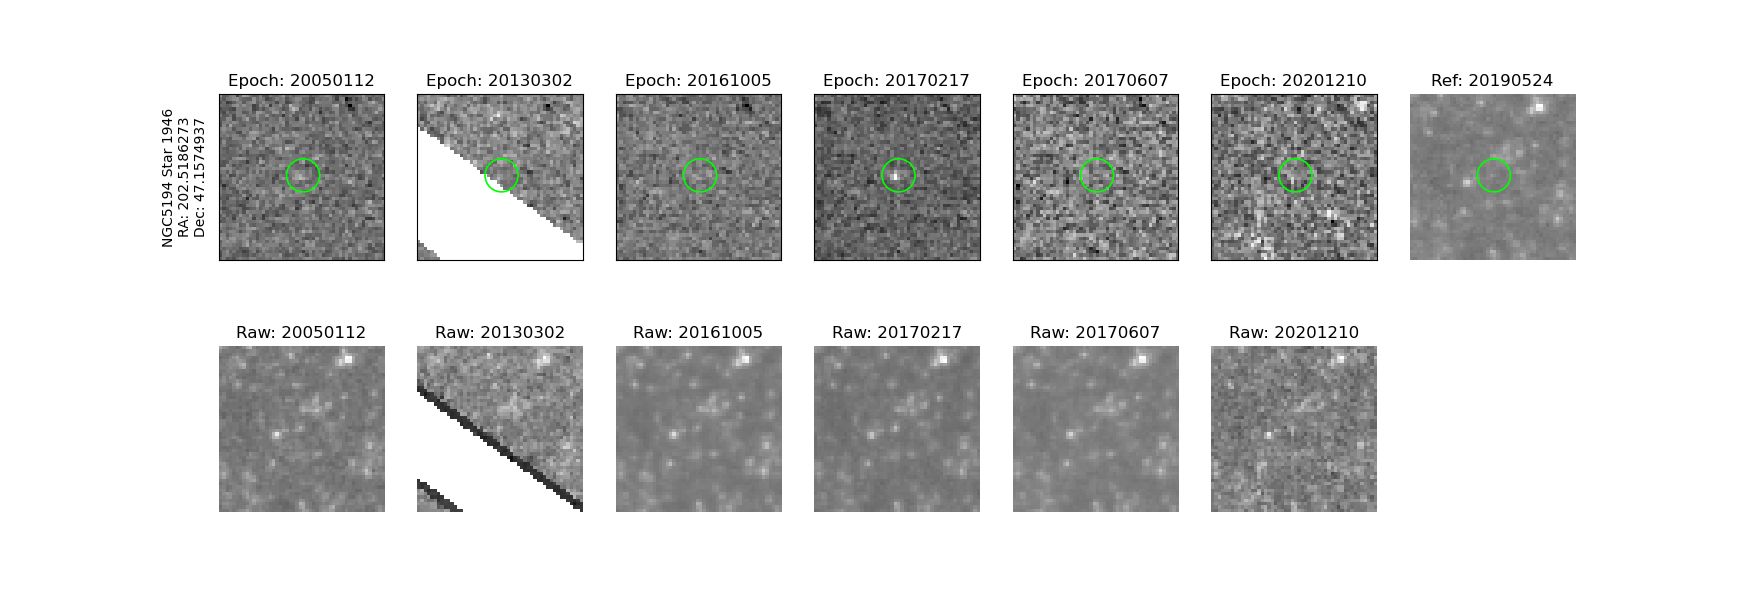 Epoch: 20050112
Epoch: 20130302
Epoch: 20161005
Epoch: 20170217
Epoch: 20170607
Epoch: 20201210
Ref: 20190524
NGC5194 Star 1946
RA: 202.5186273
Dec: 47.1574937
Raw: 20050112
Raw: 20130302
Raw: 20161005
Raw: 20170217
Raw: 20170607
Raw: 20201210